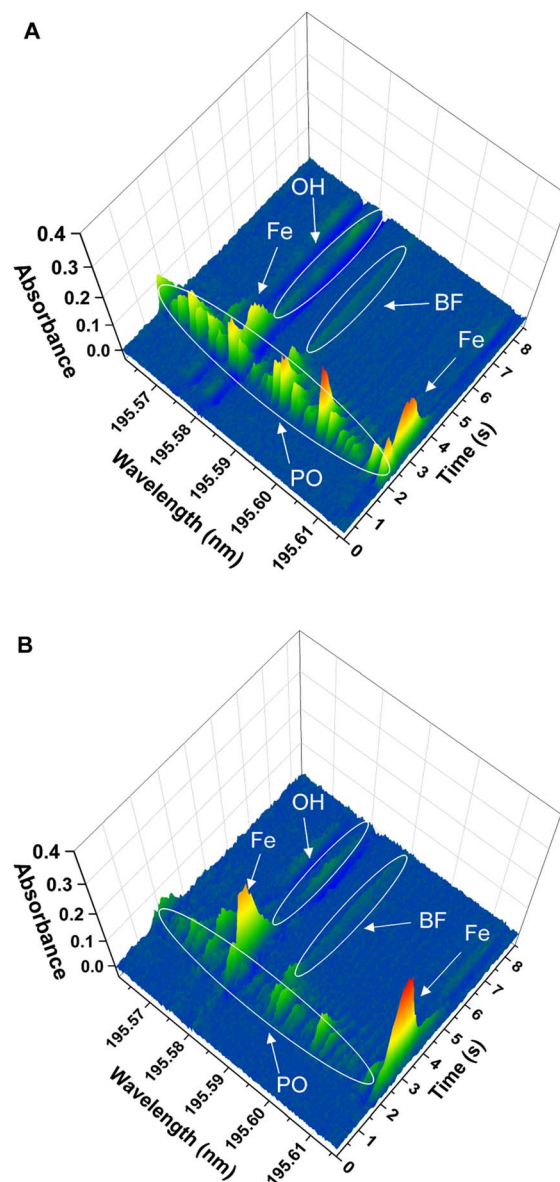 A
OH
Fe
0.4
0.3
0.2
0.1
0.0
Absorbance
BF
Fe
PO
195.57
195.58
195.59
195.60
195.61
Wavelength (nm)
0
1
2
3
4
5
6
7
8
Time (s)
B
OH
Fe
0.4
0.3
0.2
0.1
0.0
Absorbance
BF
Fe
PO
195.57
195.58
195.59
195.60
195.61
Wavelength (nm)
0
1
2
3
4
5
6
7
8
Time (s)